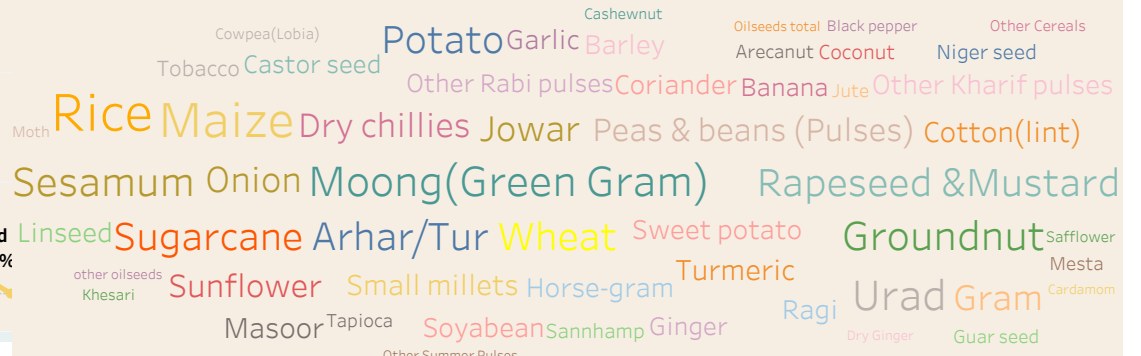 Cashewnut
Cowpea(Lobia) Potato Garlic Barley Oilseeds total Black pepper Other Cereals
Tobacco Castor seed Arecanut Coconut Niger seed
Other Rabi pulses Coriander Banana Jute Other Kharif pulses
Moth Rice Maize Dry chillies Jowar Peas & beans (Pulses) Cotton(lint)
Sesamum Onion Moong(Green Gram) Rapeseed &Mustard
d Linseed Sugarcane Arhar/Tur Wheat Sweet potato Groundnut Safflower
%
other oilseeds Turmeric Mesta
Khesari Sunflower Small millets Horse-gram Urad Gram Cardamom
Ragi
Masoor Tapioca Soyabean Sannhamp Ginger Dry Ginger Guar seed
Other Summer Pulses